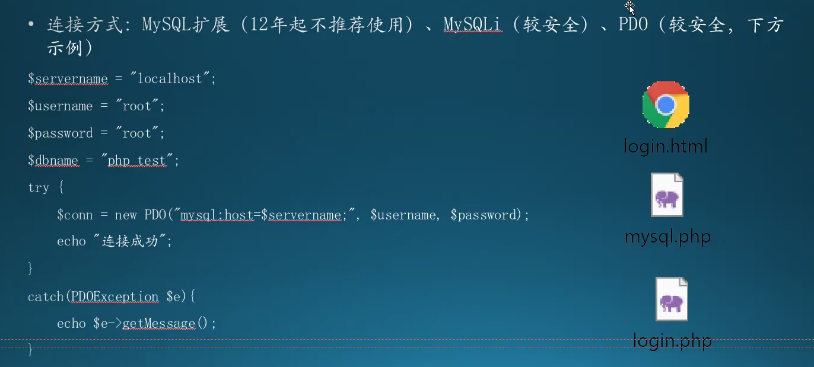 • 连接方式：MySQL扩展（12年起不推荐使用）、MySQLi（较安全）、PDO（较安全，下方
示例）
$servername = "localhost";
$username = "root";
$password = "root";
$dbname = "php_test";
try {
    $conn = new PDO("mysql:host=$servername;", $username, $password);
    echo "连接成功";
}
catch(PDOException $e){
    echo $e->getMessage();
}
login.html
mysql.php
login.php